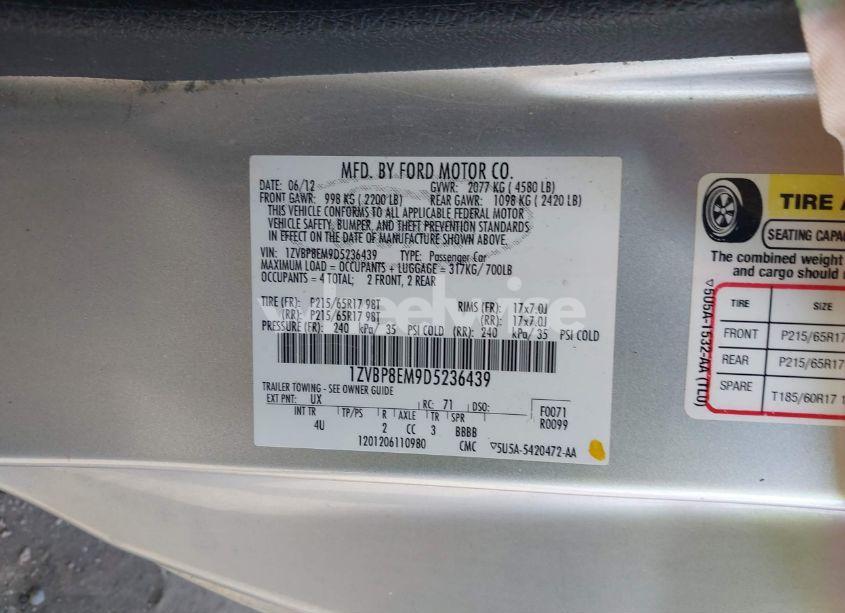 MFD. BY FORD MOTOR CO.
DATE: 06/12 GVWR: 2077 KG ( 4580 LB)
FRONT GAWR: 998 KG ( 2200 LB) REAR GAWR: 1098 KG ( 2420 LB)
THIS VEHICLE CONFORMS TO ALL APPLICABLE FEDERAL MOTOR
VEHICLE SAFETY, BUMPER, AND THEFT PREVENTION STANDARDS
IN EFFECT ON THE DATE OF MANUFACTURE SHOWN ABOVE.
VIN: 1ZVBP8EM9D5236439 TYPE: Passenger Car
MAXIMUM LOAD = OCCUPANTS + LUGGAGE = 317KG/700LB
OCCUPANTS = 4 TOTAL; 2 FRONT, 2 REAR
TIRE (FR): P215/65R17 98T RIMS (FR): 17x7.0J
(RR): P215/65R17 98T (RR): 17x7.0J
PRESSURE (FR): 240 kPa/ 35 PSI COLD (RR): 240 kPa/ 35 PSI COLD
1ZVBP8EM9D5236439
TRAILER TOWING - SEE OWNER GUIDE
EXT PNT: UX RC: 71 DSO:
INT TR TP/PS R AXLE TR SPR F0071
4U 2 CC 3 BBBB R0099
1201206110980 CMC ▽5U5A-5420472-AA
wheelwire
TIRE A
SEATING CAPAC
The combined weight
and cargo should
TIRE SIZE
FRONT P215/65R17
REAR P215/65R17
SPARE T185/60R17 1
▽5U5A-1532-AA (TLU)